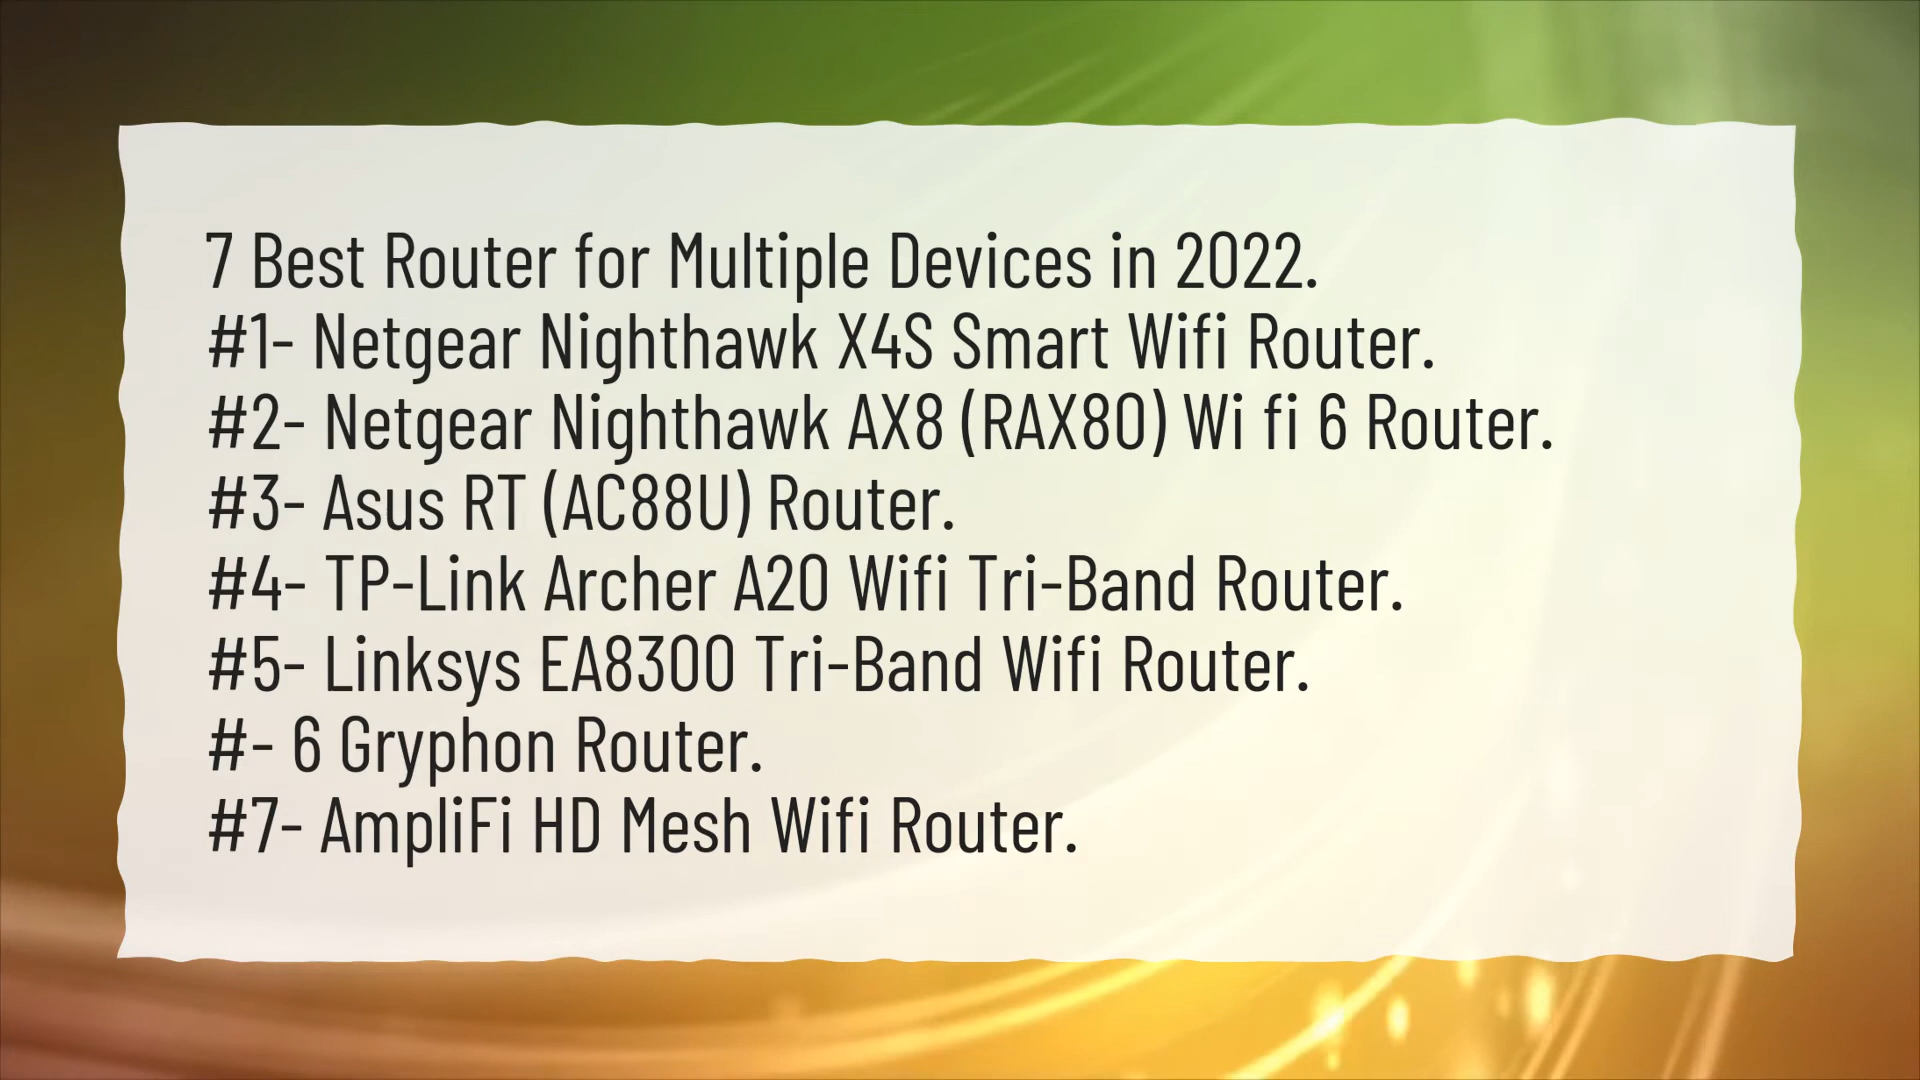 7 Best Router for Multiple Devices in 2022.
#1- Netgear Nighthawk X4S Smart Wifi Router.
#2- Netgear Nighthawk AX8 (RAX80) Wi fi 6 Router.
#3- Asus RT (AC88U) Router.
#4- TP-Link Archer A20 Wifi Tri-Band Router.
#5- Linksys EA8300 Tri-Band Wifi Router.
#- 6 Gryphon Router.
#7- AmpliFi HD Mesh Wifi Router.